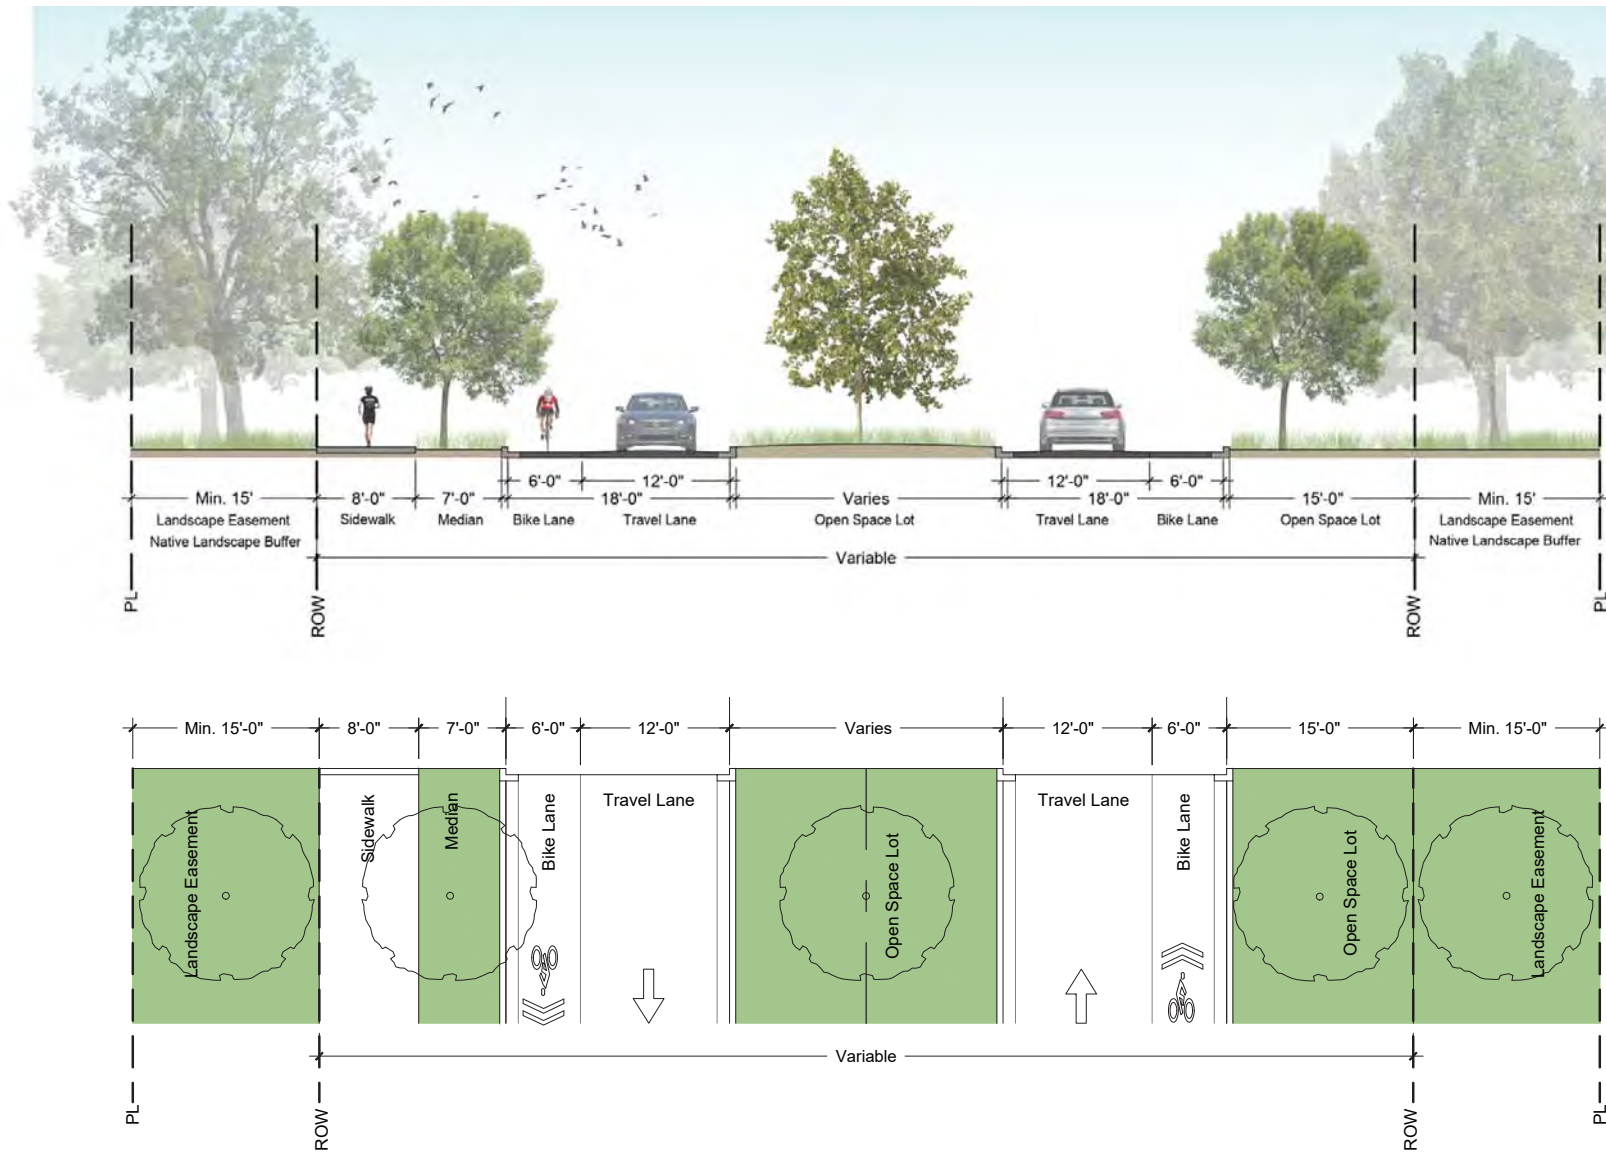 6'-0" 12'-0" 12'-0" 6'-0"
Min. 15' 8'-0" 7'-0" 18'-0" Varies 18'-0" 15'-0" Min. 15'
Landscape Easement Sidewalk Median Bike Lane Travel Lane Open Space Lot Travel Lane Bike Lane Open Space Lot Landscape Easement
Native Landscape Buffer Native Landscape Buffer
Variable
PL ROW ROW PL
Min. 15'-0" 8'-0" 7'-0" 6'-0" 12'-0" Varies 12'-0" 6'-0" 15'-0" Min. 15'-0"
Travel Lane Travel Lane
Landscape Easement
Sidewalk
Median
Bike Lane
Open Space Lot
Bike Lane
Open Space Lot
Landscape Easement
Variable
PL ROW ROW PL